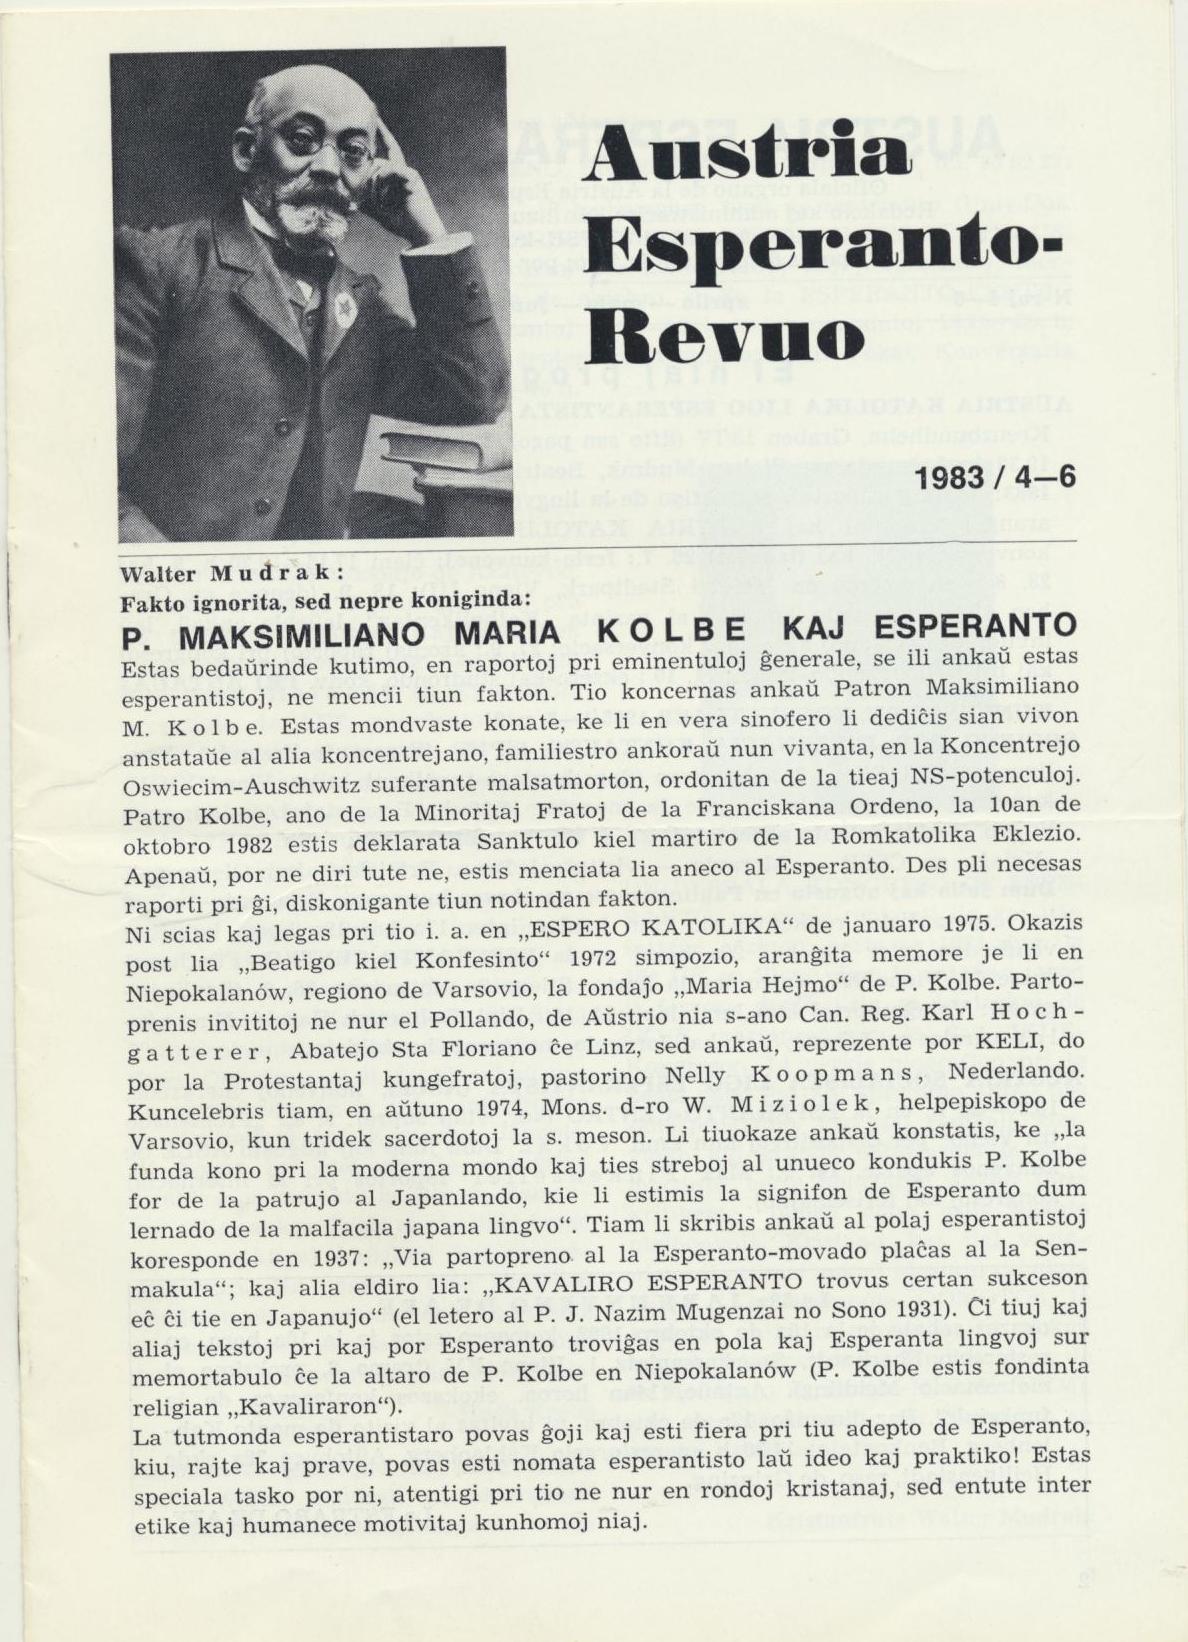 Austria
Esperanto-
Revuo
1983 / 4–6
Walter Mudrak:
Fakto ignorita, sed nepre koniginda:
P. MAKSIMILIANO MARIA KOLBE KAJ ESPERANTO
Estas bedaŭrinde kutimo, en raportoj pri eminentuloj ĝenerale, se ili ankaŭ estas
esperantistoj, ne mencii tiun fakton. Tio koncernas ankaŭ Patron Maksimiliano
M. Kolbe. Estas mondvaste konate, ke li en vera sinofero li dediĉis sian vivon
anstataŭe al alia koncentrejano, familiestro ankoraŭ nun vivanta, en la Koncentrejo
Oswiecim-Auschwitz suferante malsatmorton, ordonitan de la tieaj NS-potenculoj.
Patro Kolbe, ano de la Minoritaj Fratoj de la Franciskana Ordeno, la 10an de
oktobro 1982 estis deklarata Sanktulo kiel martiro de la Romkatolika Eklezio.
Apenaŭ, por ne diri tute ne, estis menciata lia aneco al Esperanto. Des pli necesas
raporti pri ĝi, diskonigante tiun notindan fakton.
Ni scias kaj legas pri tio i. a. en „ESPERO KATOLIKA“ de januaro 1975. Okazis
post lia „Beatigo kiel Konfesinto“ 1972 simpozio, aranĝita memore je li en
Niepokalanów, regiono de Varsovio, la fondaĵo „Maria Hejmo“ de P. Kolbe. Parto-
prenis invititoj ne nur el Pollando, de Aŭstrio nia s-ano Can. Reg. Karl Hoch-
gatterer, Abatejo Sta Floriano ĉe Linz, sed ankaŭ, reprezente por KELI, do
por la Protestantaj kungefratoj, pastorino Nelly Koopmans, Nederlando.
Kuncelebris tiam, en aŭtuno 1974, Mons. d-ro W. Miziolek, helpepiskopo de
Varsovio, kun tridek sacerdotoj la s. meson. Li tiuokaze ankaŭ konstatis, ke „la
funda kono pri la moderna mondo kaj ties streboj al unueco kondukis P. Kolbe
for de la patrujo al Japanlando, kie li estimis la signifon de Esperanto dum
lernado de la malfacila japana lingvo“. Tiam li skribis ankaŭ al polaj esperantistoj
koresponde en 1937: „Via partopreno al la Esperanto-movado plaĉas al la Sen-
makula“; kaj alia eldiro lia: „KAVALIRO ESPERANTO trovus certan sukceson
eĉ ĉi tie en Japanujo“ (el letero al P. J. Nazim Mugenzai no Sono 1931). Ĉi tiuj kaj
aliaj tekstoj pri kaj por Esperanto troviĝas en pola kaj Esperanta lingvoj sur
memortabulo ĉe la altaro de P. Kolbe en Niepokalanów (P. Kolbe estis fondinta
religian „Kavaliraron“).
La tutmonda esperantistaro povas ĝoji kaj esti fiera pri tiu adepto de Esperanto,
kiu, rajte kaj prave, povas esti nomata esperantisto laŭ ideo kaj praktiko! Estas
speciala tasko por ni, atentigi pri tio ne nur en rondoj kristanaj, sed entute inter
etike kaj humanece motivitaj kunhomoj niaj.